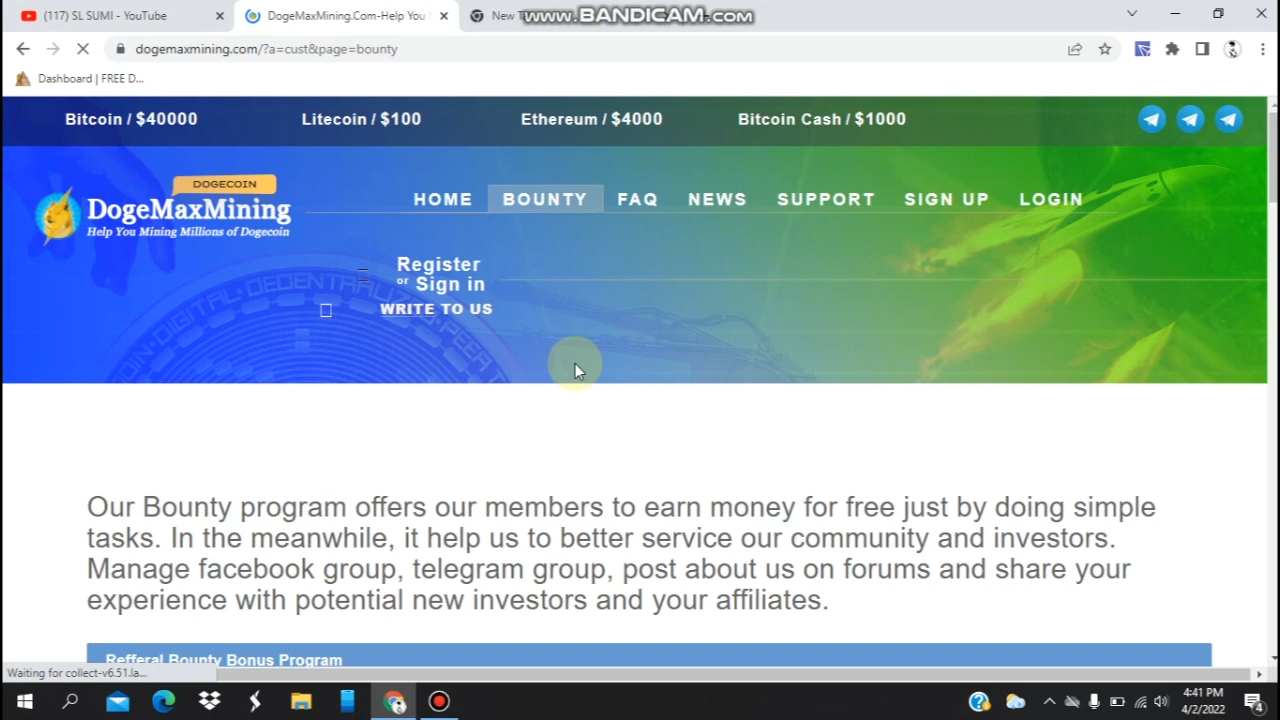 (117) SL SUMI - YouTube
DogeMaxMining.Com-Help You
New T
www.BANDICAM.com
dogemaxmining.com/?a=cust&page=bounty
Dashboard | FREE D...
Bitcoin / $40000
Litecoin / $100
Ethereum / $4000
Bitcoin Cash / $1000
DOGECOIN
DogeMaxMining
Help You Mining Millions of Dogecoin
HOME
BOUNTY
FAQ
NEWS
SUPPORT
SIGN UP
LOGIN
Register
or Sign in
WRITE TO US
DIGITAL · DECENTRALIZED · PEER
Our Bounty program offers our members to earn money for free just by doing simple
tasks. In the meanwhile, it help us to better service our community and investors.
Manage facebook group, telegram group, post about us on forums and share your
experience with potential new investors and your affiliates.
Refferal Bounty Bonus Program
Waiting for collect-v6.51.la...
4:41 PM
4/2/2022
4